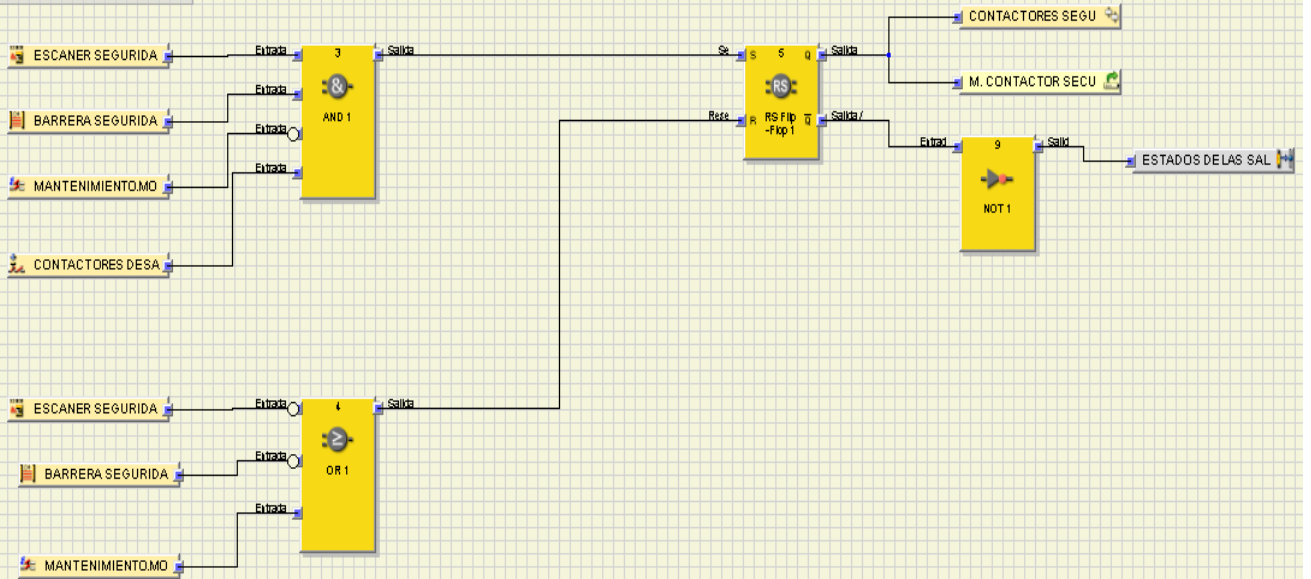 CONTACTORES SEGU
ESCANER SEGURIDA
Entrada
3
Salida
Se
S
5
Q
Salida
&
Entrada
AND 1
RS
RS Flip
-Flop 1
M. CONTACTOR SECU
BARRERA SEGURIDA
Entrada
Rese
R
Q
Salida /
Entrad
9
Salid
ESTADOS DE LAS SAL
MANTENIMIENTO.MO
Entrada
NOT 1
CONTACTORES DESA
ESCANER SEGURIDA
Entrada
4
Salida
≥
OR 1
BARRERA SEGURIDA
Entrada
Entrada
MANTENIMIENTO.MO